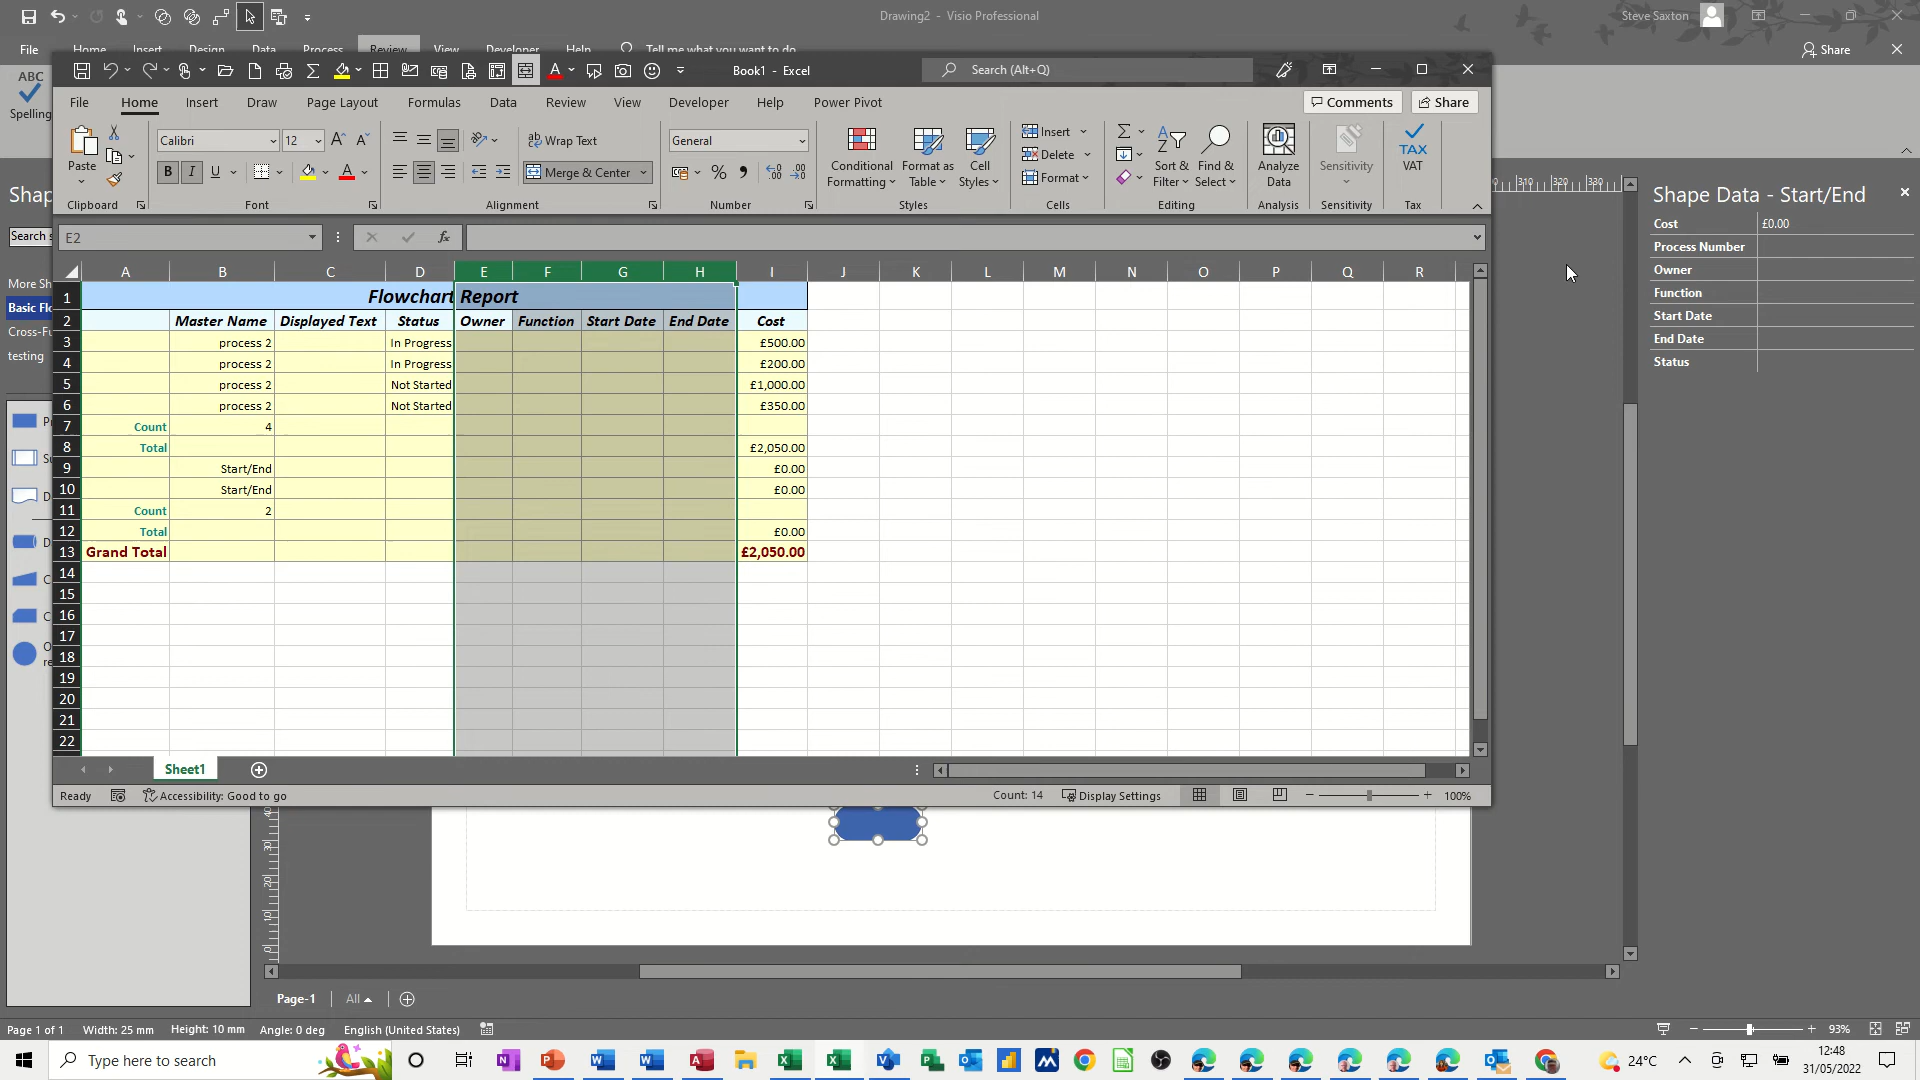 Drawing2 - Visio Professional
Steve Saxton
File Home Insert Design Data Process Review View Developer Help Tell me what you want to do
Share
ABC
Spelling
Book1 - Excel
Search (Alt+Q)
File Home Insert Draw Page Layout Formulas Data Review View Developer Help Power Pivot
Comments
Share
Paste
Calibri
12
B I U
Wrap Text
Merge & Center
General
Conditional
Formatting
Format as
Table
Cell
Styles
Insert
Delete
Format
Sort &
Filter
Find &
Select
Analyze
Data
Sensitivity
TAX
VAT
Clipboard Font Alignment Number Styles Cells Editing Analysis Sensitivity Tax
E2
fx
A B C D E F G H I J K L M N O P Q R
1 Flowchart Report
2 Master Name Displayed Text Status Owner Function Start Date End Date Cost
3 process 2 In Progress £500.00
4 process 2 In Progress £200.00
5 process 2 Not Started £1,000.00
6 process 2 Not Started £350.00
7 Count 4
8 Total £2,050.00
9 Start/End £0.00
10 Start/End £0.00
11 Count 2
12 Total £0.00
13 Grand Total £2,050.00
14
15
16
17
18
19
20
21
22
Sheet1
Ready
Accessibility: Good to go
Count: 14
Display Settings
100%
Shap
Search s
More Sh
Basic Flo
Cross-Fu
testing
310 320 330
Shape Data - Start/End
Cost £0.00
Process Number
Owner
Function
Start Date
End Date
Status
30
20
10
0
Page-1
All
Page 1 of 1 Width: 25 mm Height: 10 mm Angle: 0 deg English (United States)
93%
Type here to search
24°C
12:48
31/05/2022